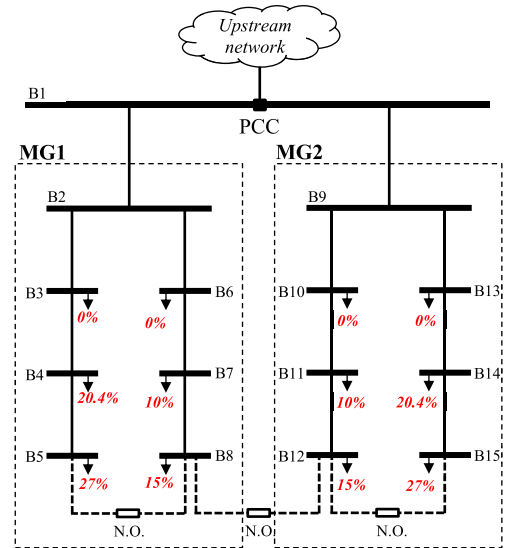 Upstream
network
B1
PCC
MG1
MG2
B2
B9
B3
B6
B10
B13
0%
0%
0%
0%
B4
B7
B11
B14
20.4%
10%
10%
20.4%
B5
B8
B12
B15
27%
15%
15%
27%
N.O.
N.O.
N.O.